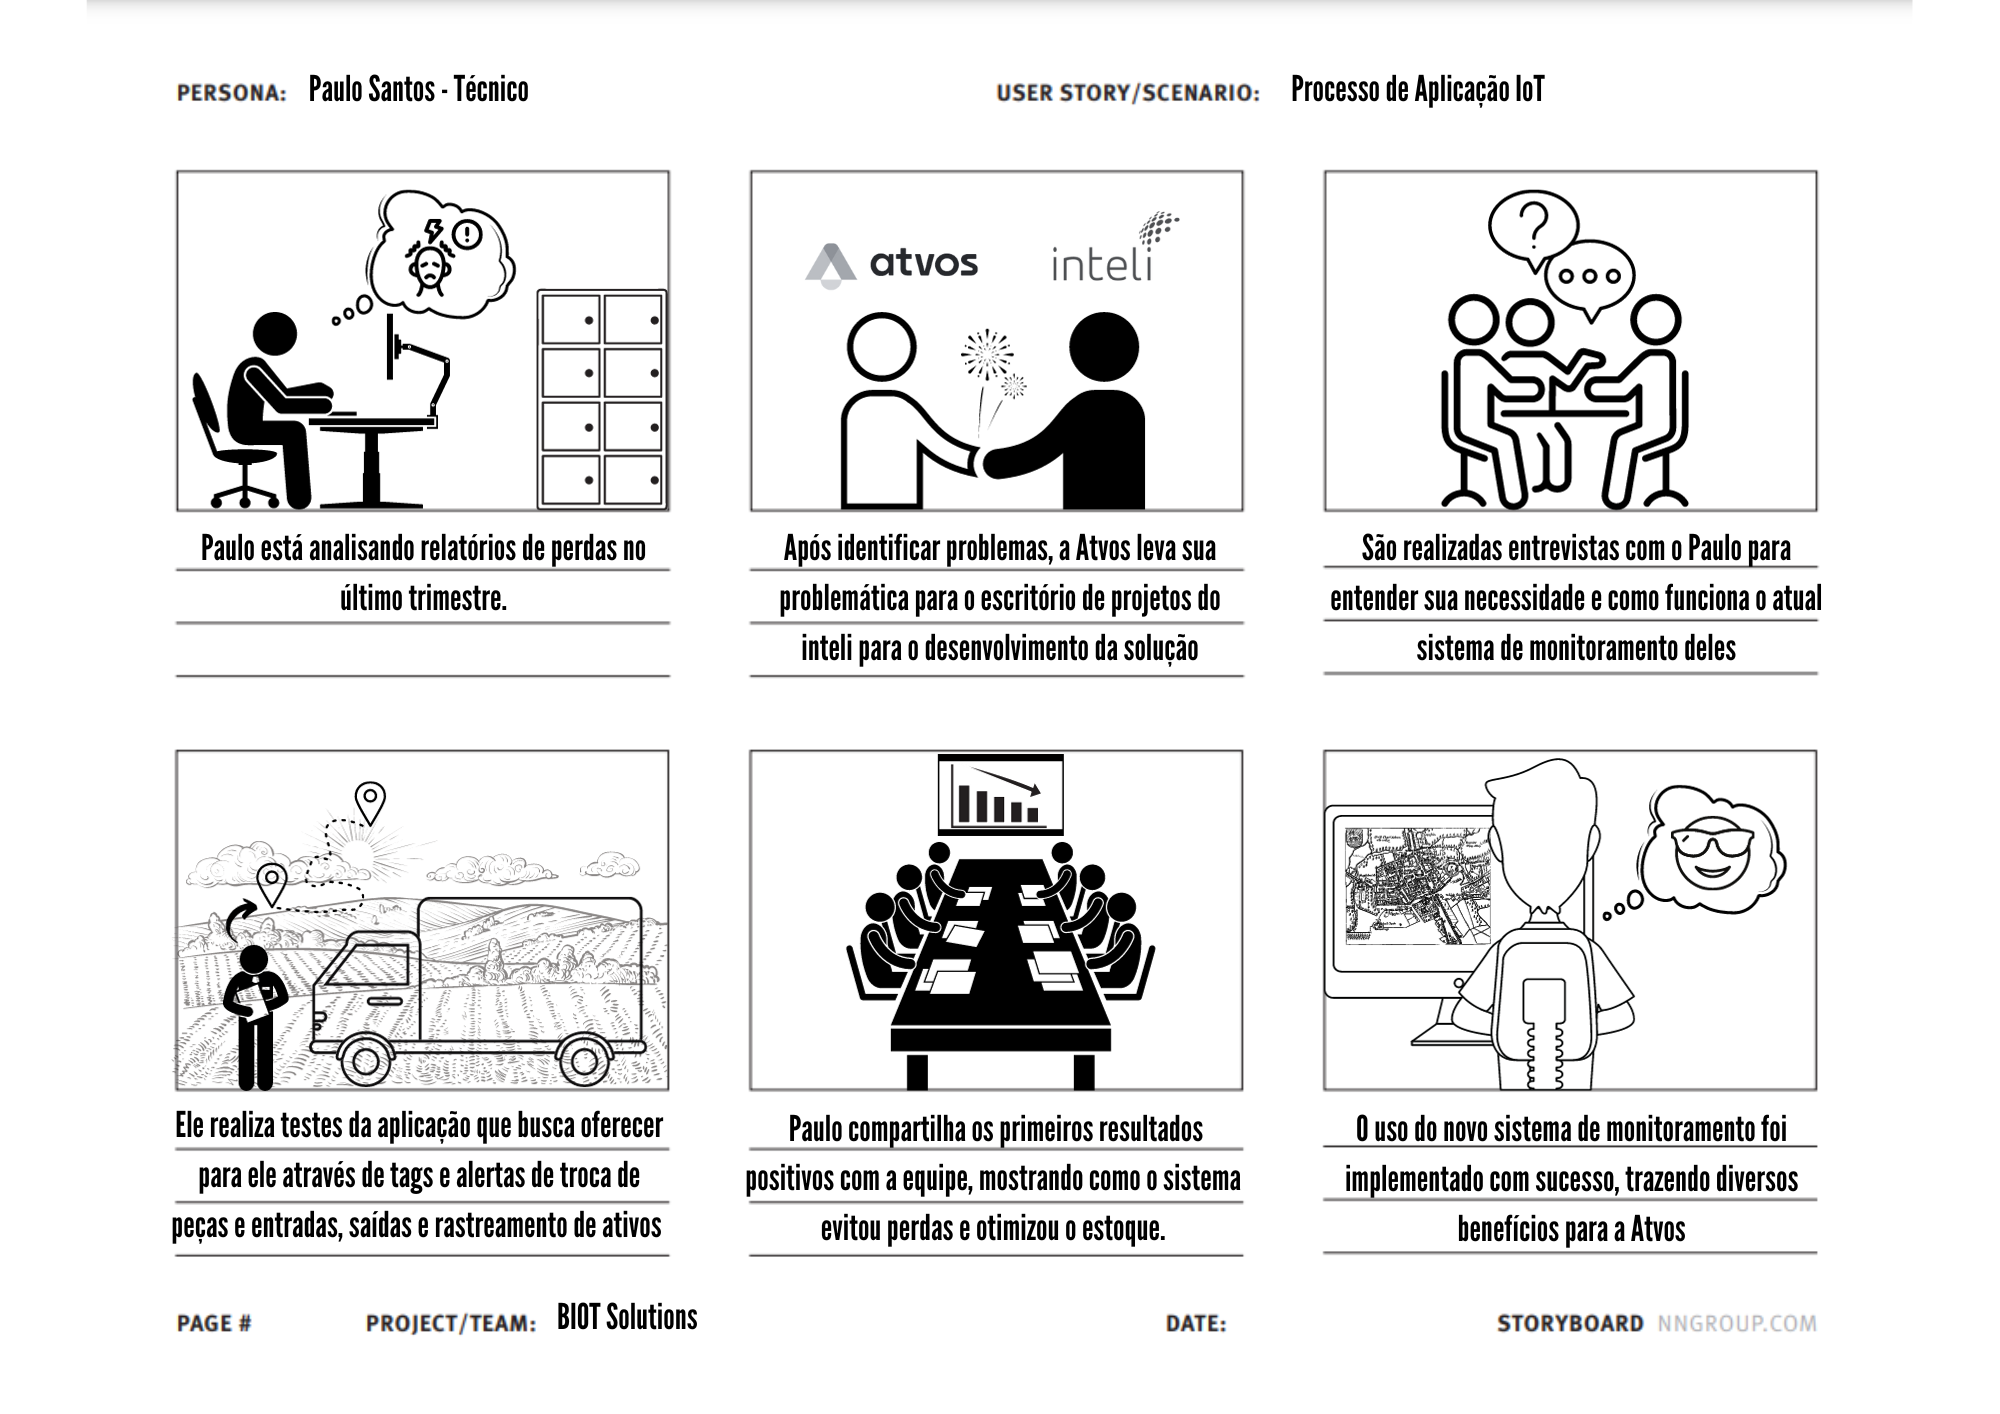 PERSONA: Paulo Santos - Técnico
USER STORY/SCENARIO: Processo de Aplicação IoT
atvos
inteli
Paulo está analisando relatórios de perdas no
último trimestre.
Após identificar problemas, a Atvos leva sua
problemática para o escritório de projetos do
inteli para o desenvolvimento da solução
São realizadas entrevistas com o Paulo para
entender sua necessidade e como funciona o atual
sistema de monitoramento deles
Ele realiza testes da aplicação que busca oferecer
para ele através de tags e alertas de troca de
peças e entradas, saídas e rastreamento de ativos
Paulo compartilha os primeiros resultados
positivos com a equipe, mostrando como o sistema
evitou perdas e otimizou o estoque.
O uso do novo sistema de monitoramento foi
implementado com sucesso, trazendo diversos
benefícios para a Atvos
PAGE #
PROJECT/TEAM: BIOT Solutions
DATE:
STORYBOARD NNGROUP.COM